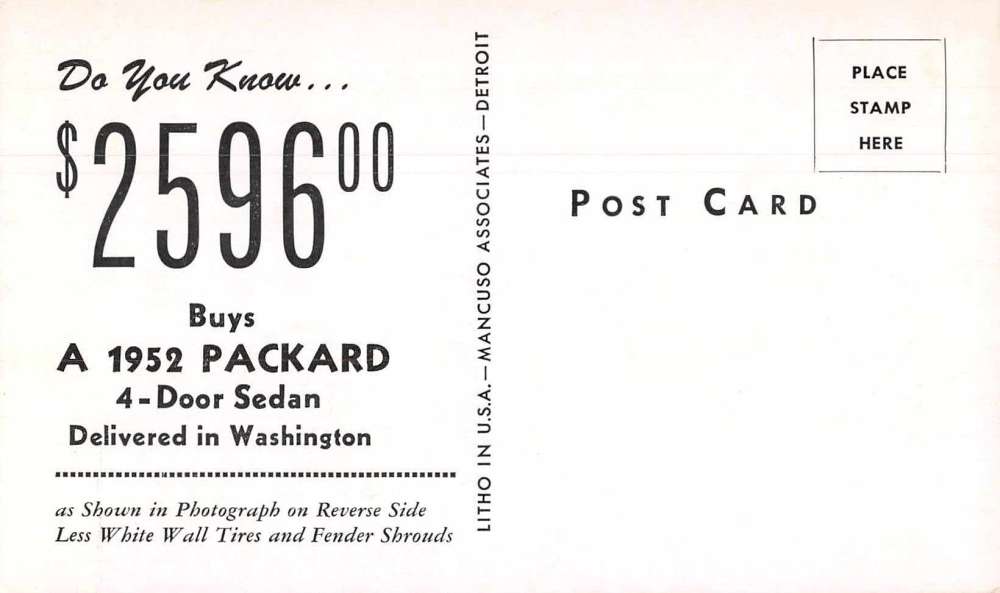 Do You Know...
$2596.00
Buys
A 1952 PACKARD
4-Door Sedan
Delivered in Washington
as Shown in Photograph on Reverse Side
Less White Wall Tires and Fender Shrouds
LITHO IN U.S.A.—MANCUSO ASSOCIATES—DETROIT
POST CARD
PLACE
STAMP
HERE